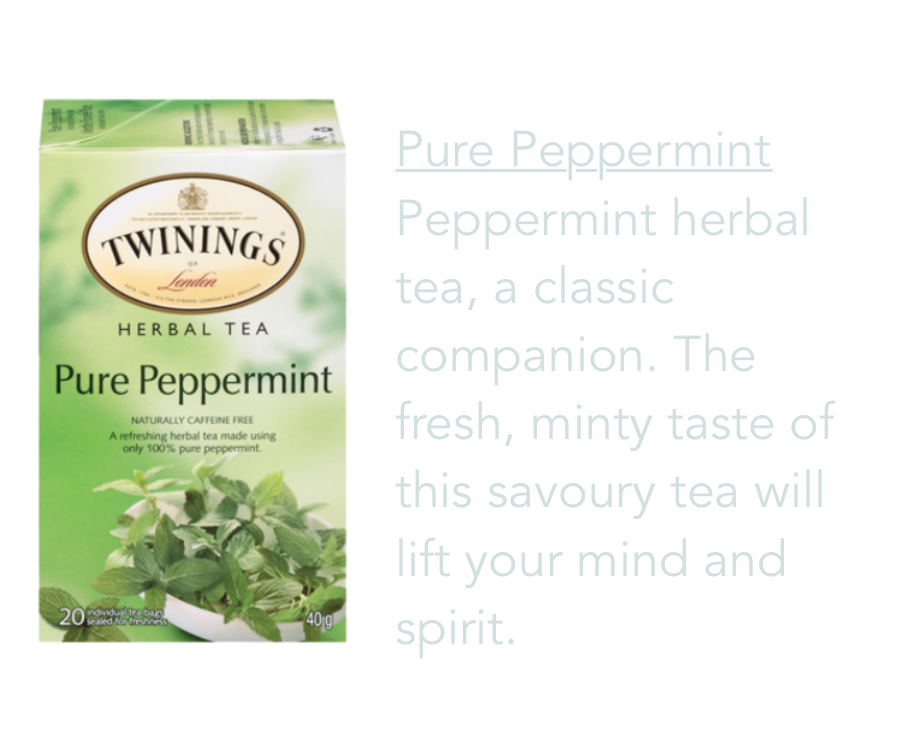 TWININGS®
OF
London
HERBAL TEA
Pure Peppermint
NATURALLY CAFFEINE FREE
A refreshing herbal tea made using
only 100% pure peppermint.
20 individual tea bags
sealed for freshness
40g
Pure Peppermint
Peppermint herbal
tea, a classic
companion. The
fresh, minty taste of
this savoury tea will
lift your mind and
spirit.